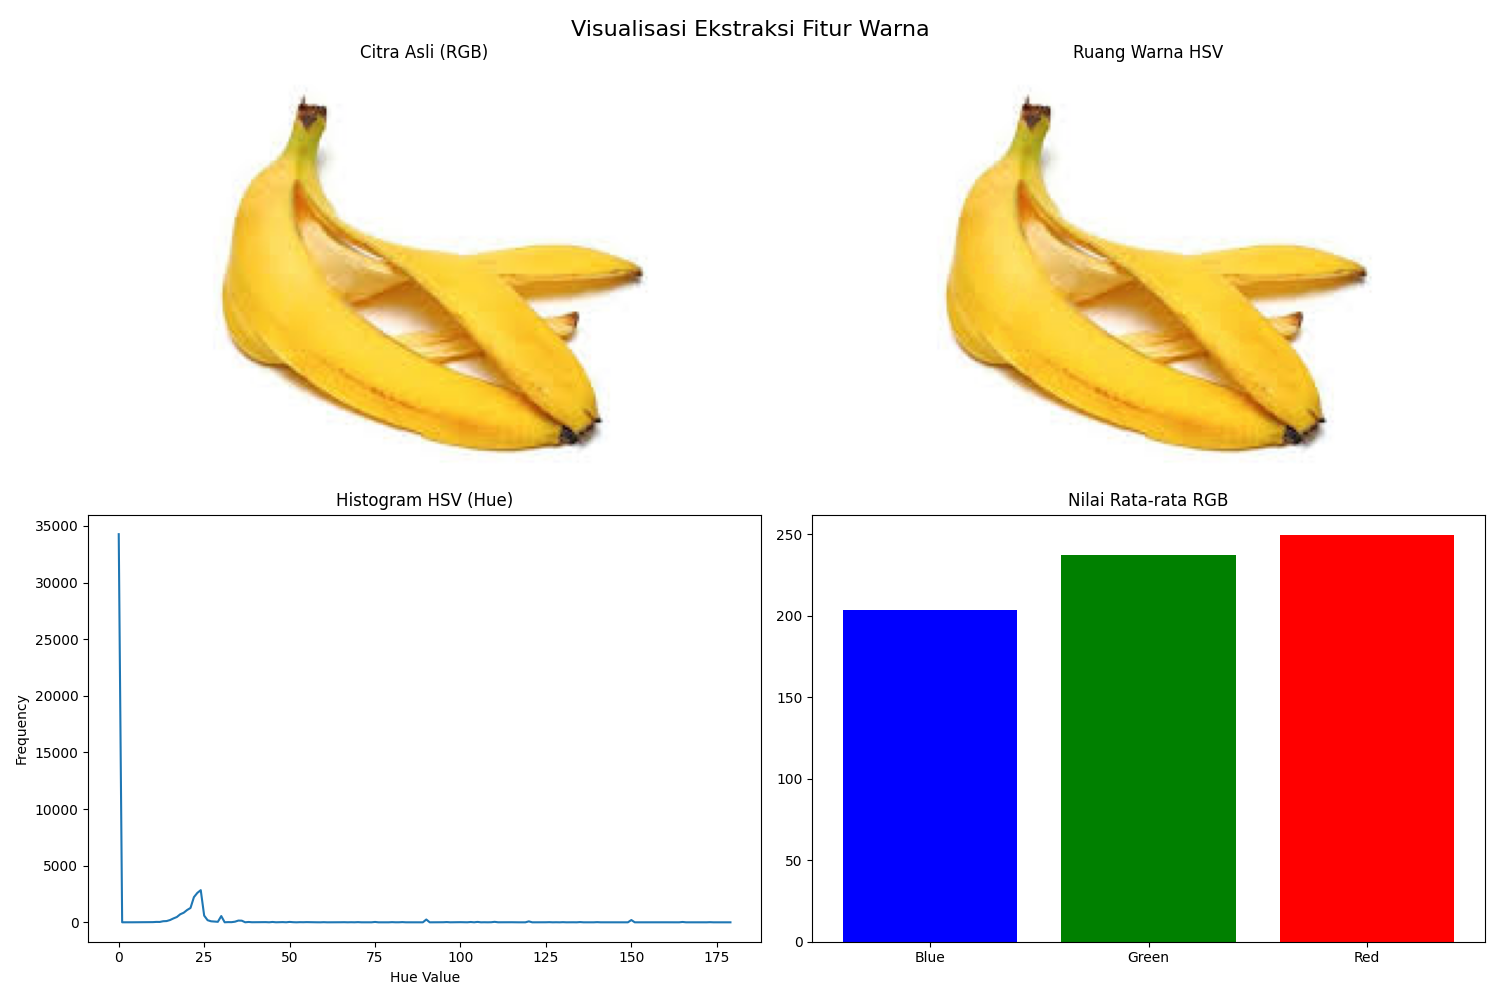 Visualisasi Ekstraksi Fitur Warna
Citra Asli (RGB)
Ruang Warna HSV
Histogram HSV (Hue)
35000
30000
25000
20000
15000
10000
5000
0
Frequency
0 25 50 75 100 125 150 175
Hue Value
Nilai Rata-rata RGB
250
200
150
100
50
0
Blue Green Red